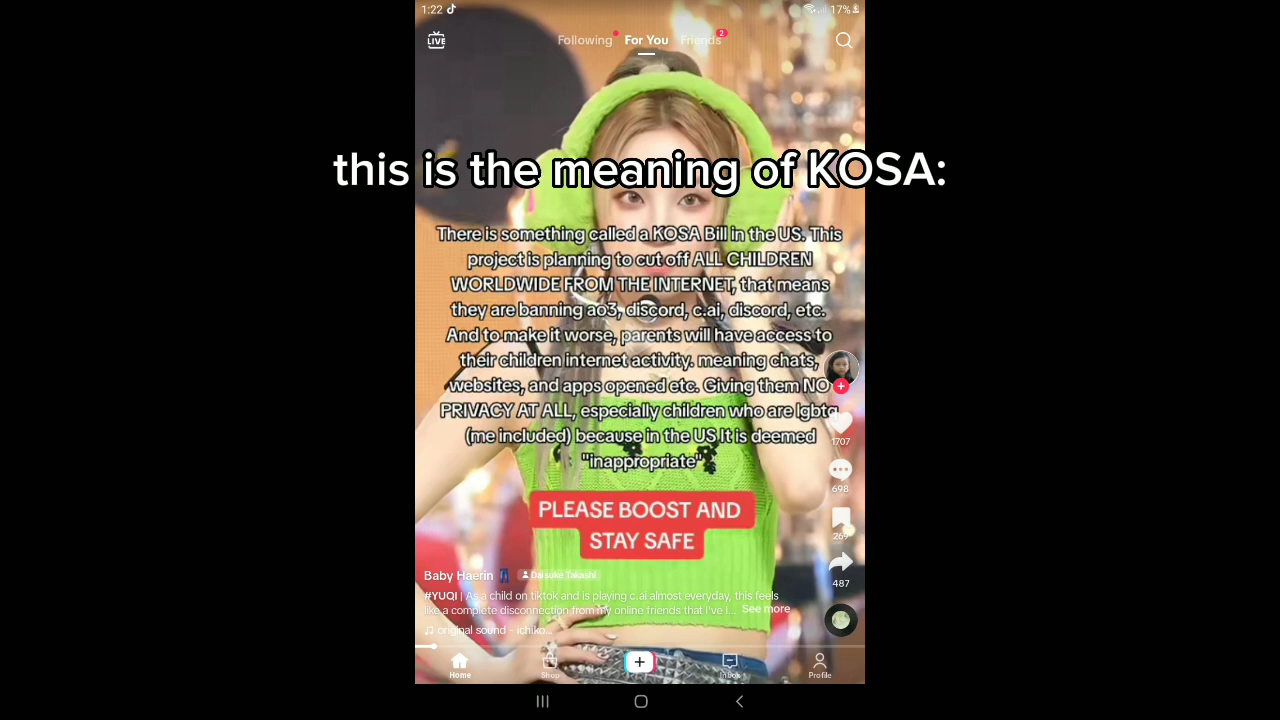 1:22
17%
LIVE
Following
For You
Friends
2
this is the meaning of KOSA:
There is something called a KOSA Bill in the US. This
project is planning to cut off ALL CHILDREN
WORLDWIDE FROM THE INTERNET, that means
they are banning ao3, discord, c.ai, discord, etc.
And to make it worse, parents will have access to
their children internet activity. meaning chats,
websites, and apps opened etc. Giving them NO
PRIVACY AT ALL, especially children who are lgbtq
(me included) because in the US It is deemed
"inappropriate"
PLEASE BOOST AND
STAY SAFE
1707
698
269
487
Baby Haerin
Daisuke Takashi
#YUQI | As a child on tiktok and is playing c.ai almost everyday, this feels
like a complete disconnection from my online friends that I've l... See more
original sound - ichiko...
Home
Shop
Inbox
Profile